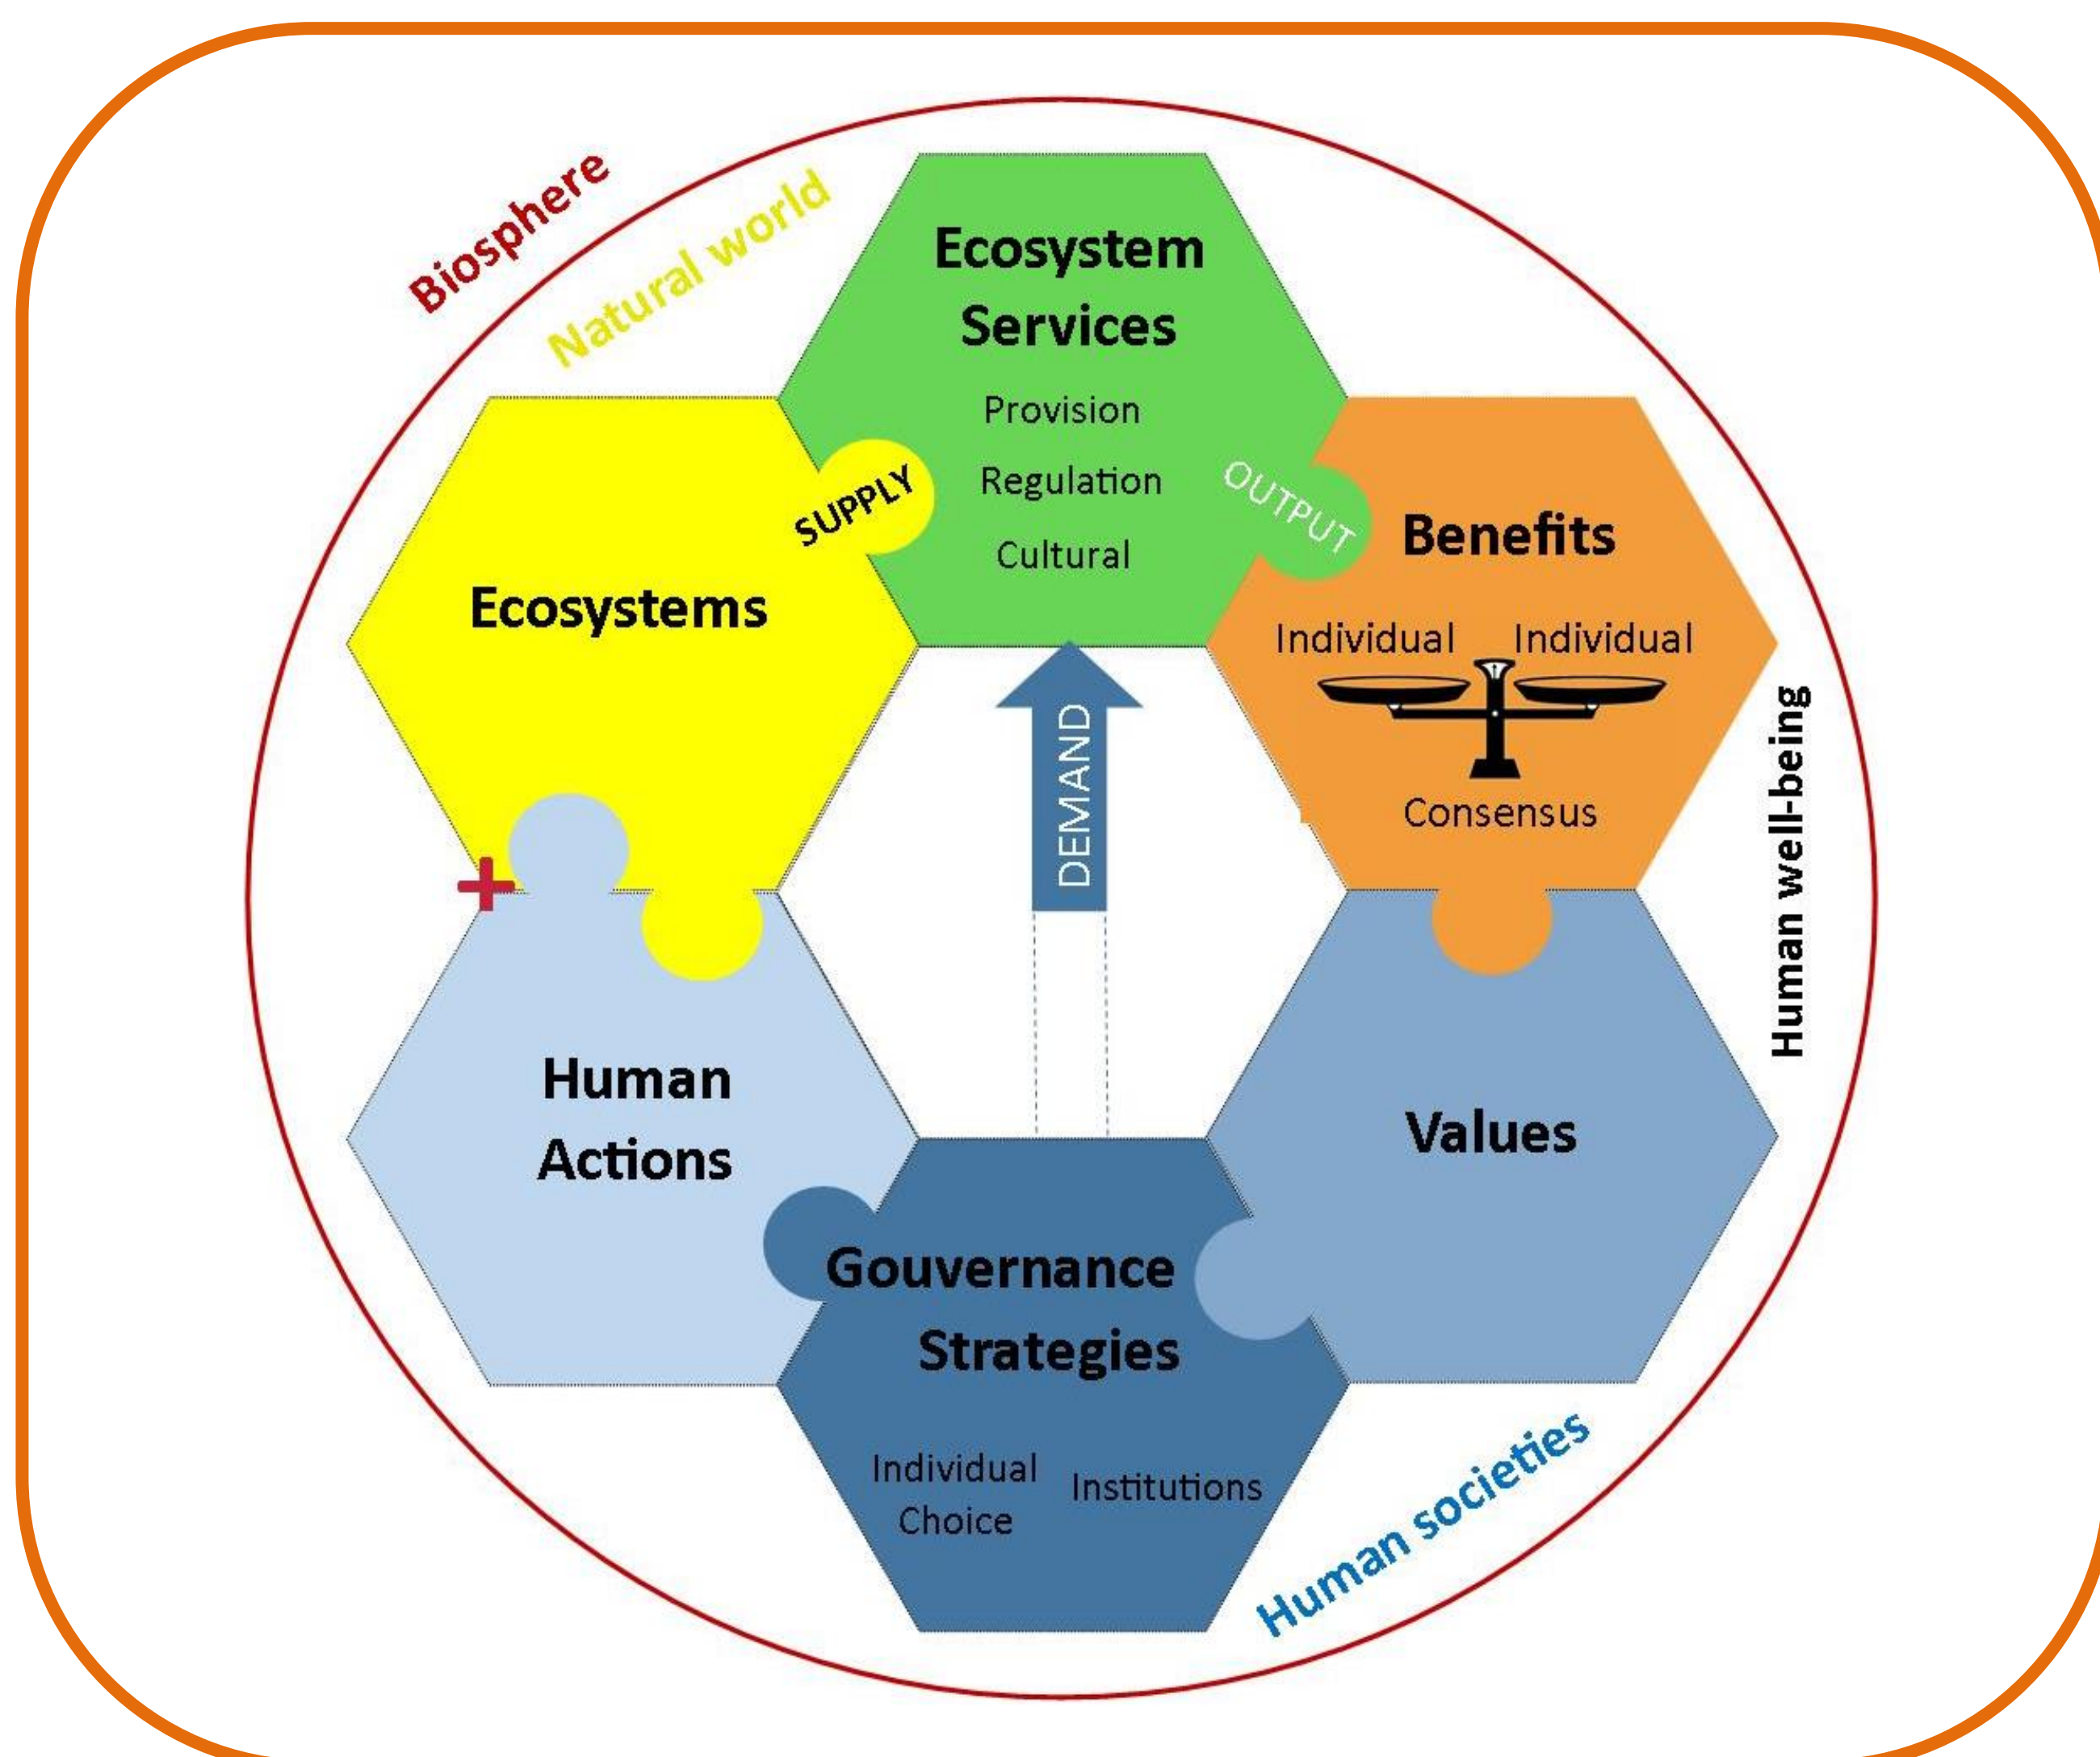 Biosphere
Natural world
Ecosystem
Services
Provision
Regulation
Cultural
SUPPLY
OUTPUT
Ecosystems
Benefits
Individual Individual
Consensus
DEMAND
Human well-being
Human
Actions
Values
Gouvernance
Strategies
Individual
Choice
Institutions
Human societies